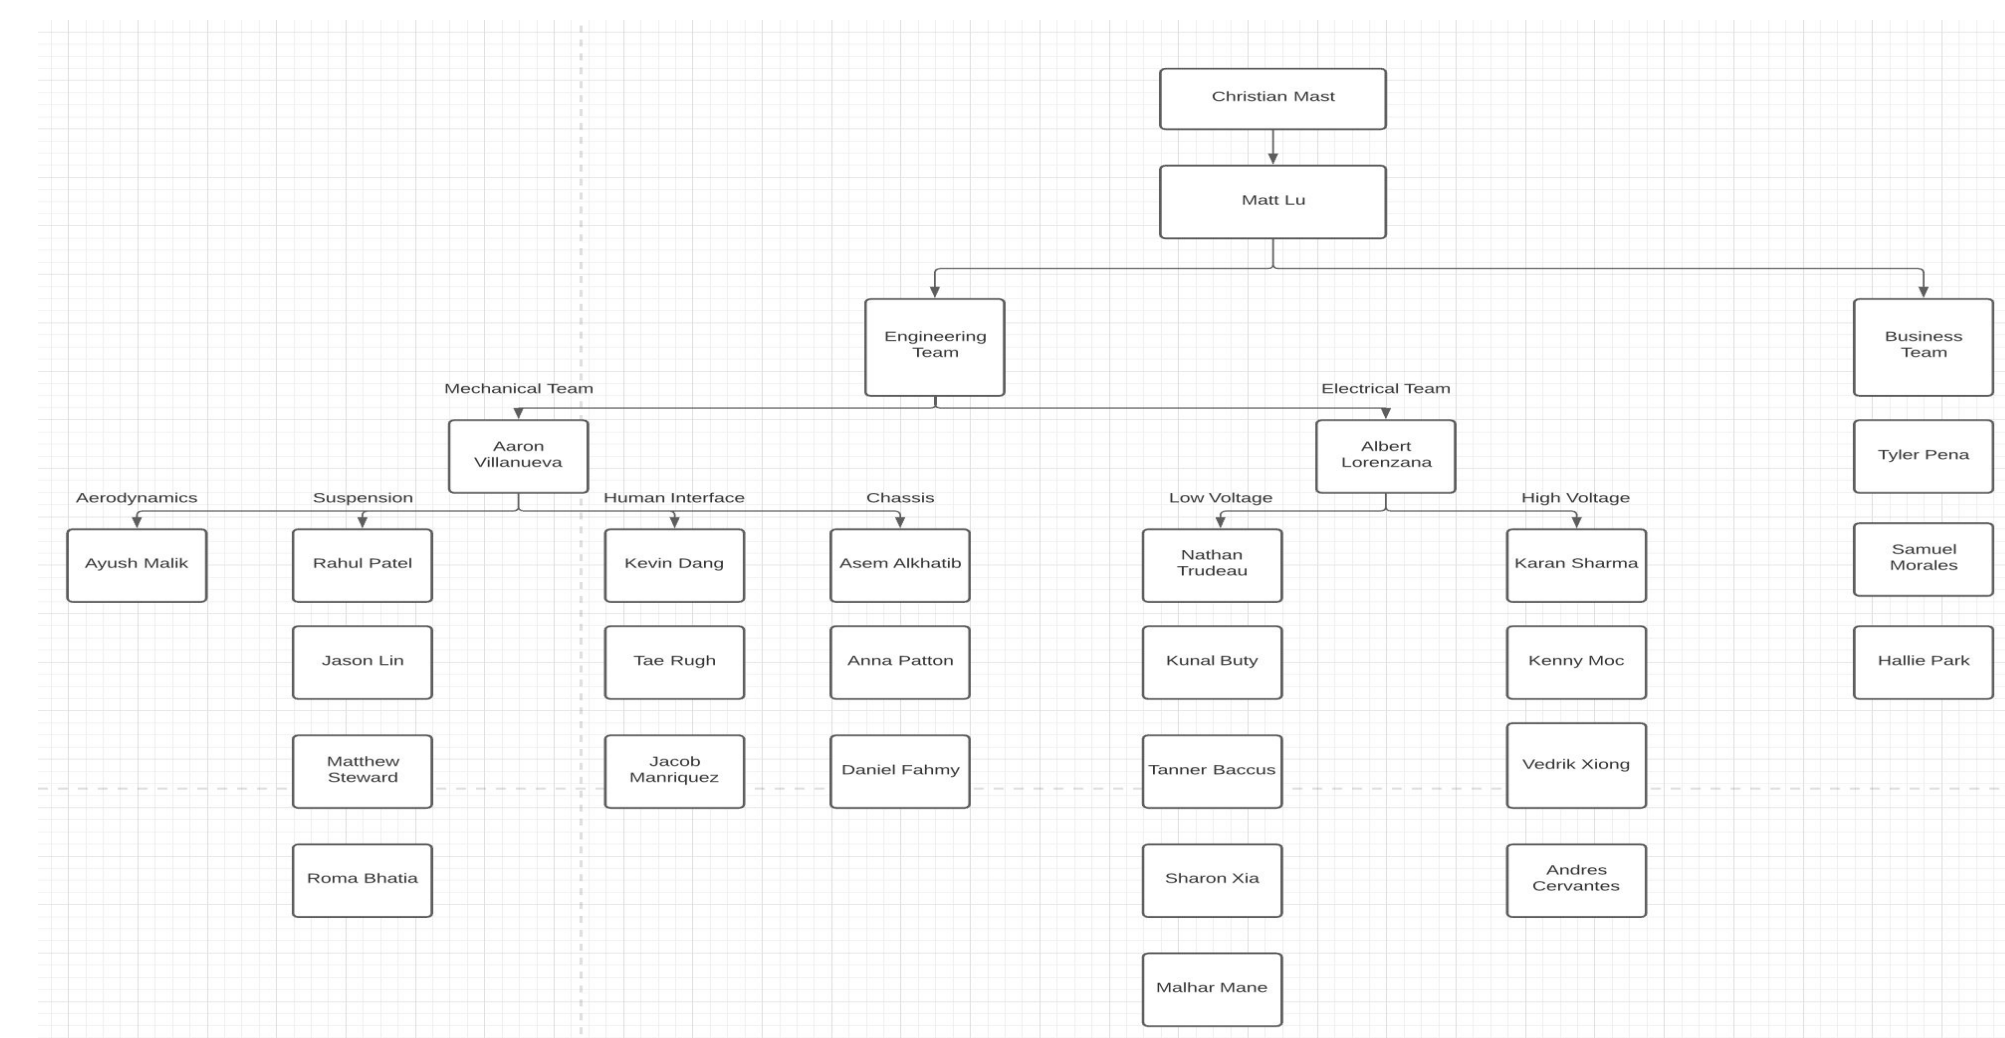 Christian Mast
Matt Lu
Engineering
Team
Business
Team
Mechanical Team
Electrical Team
Aaron
Villanueva
Albert
Lorenzana
Tyler Pena
Aerodynamics
Suspension
Human Interface
Chassis
Low Voltage
High Voltage
Ayush Malik
Rahul Patel
Kevin Dang
Asem Alkhatib
Nathan
Trudeau
Karan Sharma
Samuel
Morales
Jason Lin
Tae Rugh
Anna Patton
Kunal Buty
Kenny Moc
Hallie Park
Matthew
Steward
Jacob
Manriquez
Daniel Fahmy
Tanner Baccus
Vedrik Xiong
Roma Bhatia
Sharon Xia
Andres
Cervantes
Malhar Mane